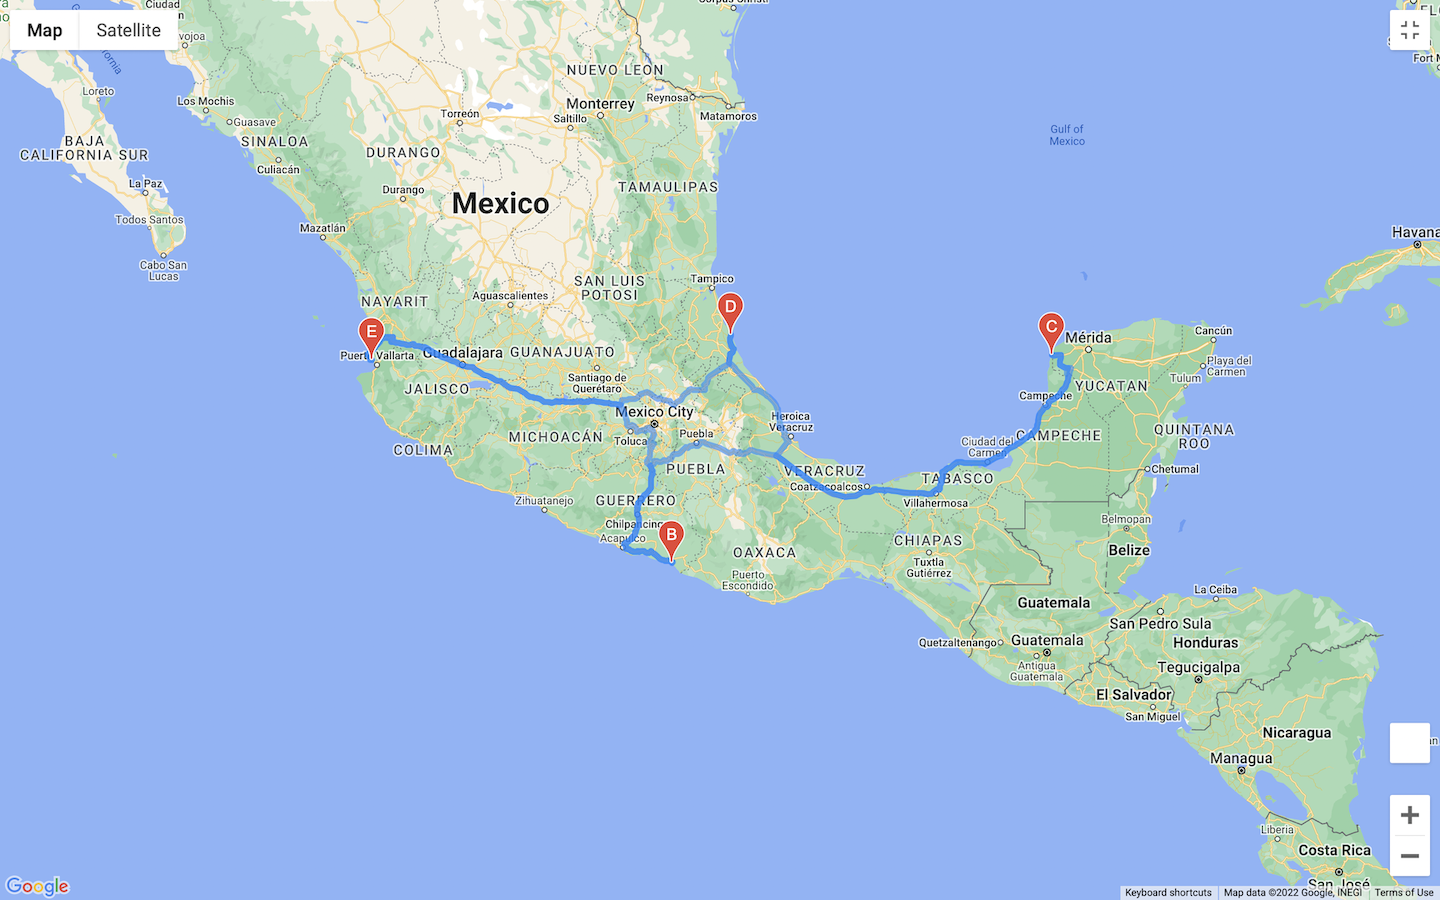 Map
Satellite
Ciudad
vojoa
Corpus Christi
NUEVO LEON
Monterrey
Reynosa
Saltillo
Matamoros
Torreón
Loreto
Los Mochis
Guasave
Gulf of
Mexico
BAJA
CALIFORNIA SUR
SINALOA
DURANGO
Culiacán
La Paz
Durango
TAMAULIPAS
Mexico
Todos Santos
Mazatlán
Havana
Cabo San
Lucas
Tampico
SAN LUIS
POTOSI
NAYARIT
Aguascalientes
D
E
C
Mérida
Cancún
Puerto Vallarta
Guadalajara
GUANAJUATO
Playa del
Carmen
Santiago de
Querétaro
Tulum
JALISCO
YUCATAN
Campeche
Mexico City
Heroica
Veracruz
MICHOACÁN
Toluca
Puebla
COLIMA
Ciudad del
Carmen
CAMPECHE
QUINTANA
ROO
PUEBLA
VERACRUZ
Chetumal
Coatzacoalcos
TABASCO
Villahermosa
Zihuatanejo
GUERRERO
Chilpancingo
Acapulco
B
Belmopan
CHIAPAS
Belize
OAXACA
Tuxtla
Gutiérrez
Puerto
Escondido
La Ceiba
Guatemala
San Pedro Sula
Quetzaltenango
Guatemala
Honduras
Antigua
Guatemala
Tegucigalpa
El Salvador
San Miguel
Nicaragua
Managua
Liberia
Costa Rica
San José
Google
Keyboard shortcuts
Map data ©2022 Google, INEGI
Terms of Use